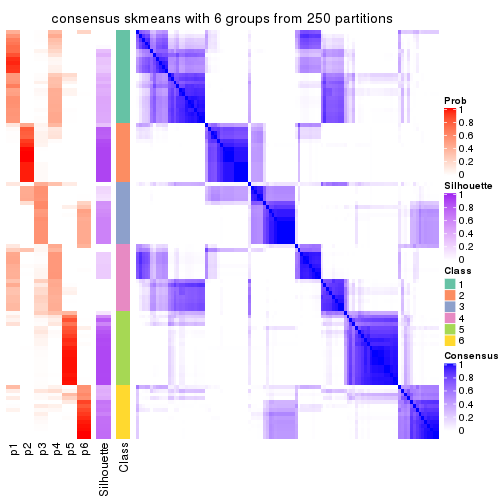 consensus skmeans with 6 groups from 250 partitions
Prob
1
0.8
0.6
0.4
0.2
0
Silhouette
1
0.8
0.6
0.4
0.2
0
Class
1
2
3
4
5
6
Consensus
1
0.8
0.6
0.4
0.2
0
p1
p2
p3
p4
p5
p6
Silhouette
Class